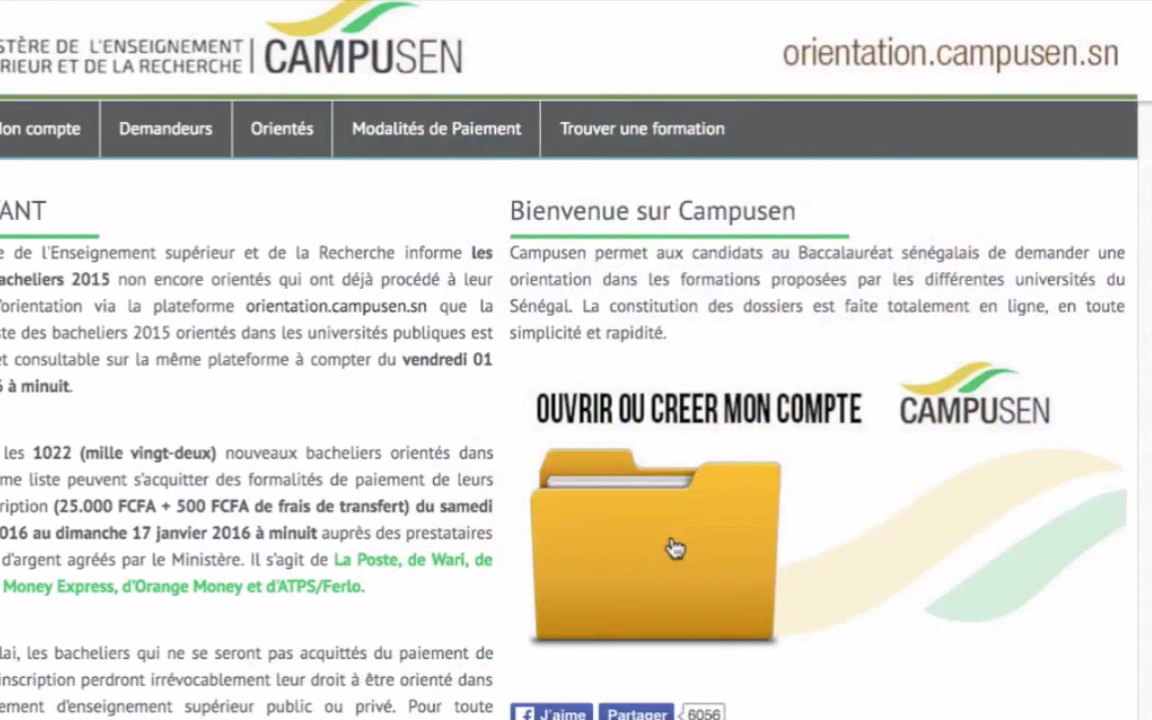 STÈRE DE L'ENSEIGNEMENT
RIEUR ET DE LA RECHERCHE
CAMPUSEN
orientation.campusen.sn
Mon compte
Demandeurs
Orientés
Modalités de Paiement
Trouver une formation
VANT
e de l'Enseignement supérieur et de la Recherche informe les
bacheliers 2015 non encore orientés qui ont déjà procédé à leur
d'orientation via la plateforme orientation.campusen.sn que la
ste des bacheliers 2015 orientés dans les universités publiques est
et consultable sur la même plateforme à compter du vendredi 01
6 à minuit.
les 1022 (mille vingt-deux) nouveaux bacheliers orientés dans
me liste peuvent s'acquitter des formalités de paiement de leurs
ription (25.000 FCFA + 500 FCFA de frais de transfert) du samedi
2016 au dimanche 17 janvier 2016 à minuit auprès des prestataires
d'argent agréés par le Ministère. Il s'agit de La Poste, de Wari, de
Money Express, d'Orange Money et d'ATPS/Ferlo.
lai, les bacheliers qui ne se seront pas acquittés du paiement de
inscription perdront irrévocablement leur droit à être orienté dans
ement d'enseignement supérieur public ou privé. Pour toute
Bienvenue sur Campusen
Campusen permet aux candidats au Baccalauréat sénégalais de demander une
orientation dans les formations proposées par les différentes universités du
Sénégal. La constitution des dossiers est faite totalement en ligne, en toute
simplicité et rapidité.
OUVRIR OU CREER MON COMPTE
CAMPUSEN
J'aime
Partager
6056